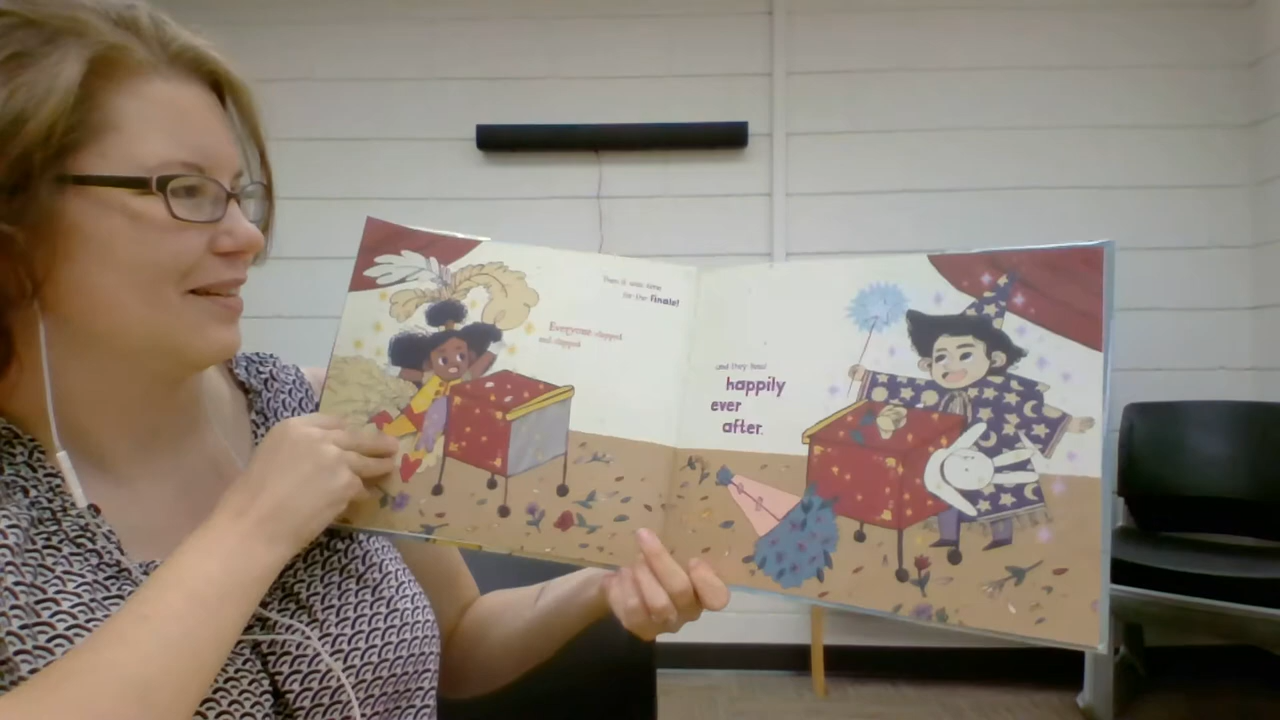 Then it was time
for the finale!
Everyone clapped
and clapped
and they lived
happily
ever
after.